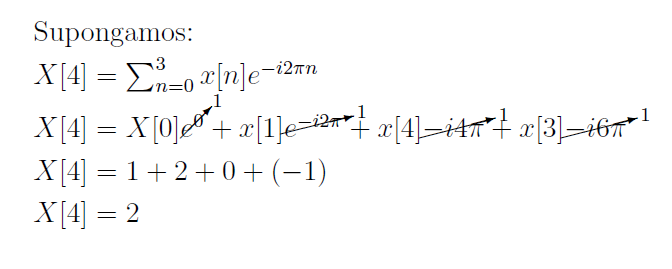 Supongamos:
X[4] = ∑_{n=0}^{3} x[n]e^{−i2πn}
X[4] = X[0]e^{0}↗1 + x[1]e^{−i2π}↗1 + x[4]−i4π↗1 + x[3]−i6π↗1
X[4] = 1 + 2 + 0 + (−1)
X[4] = 2